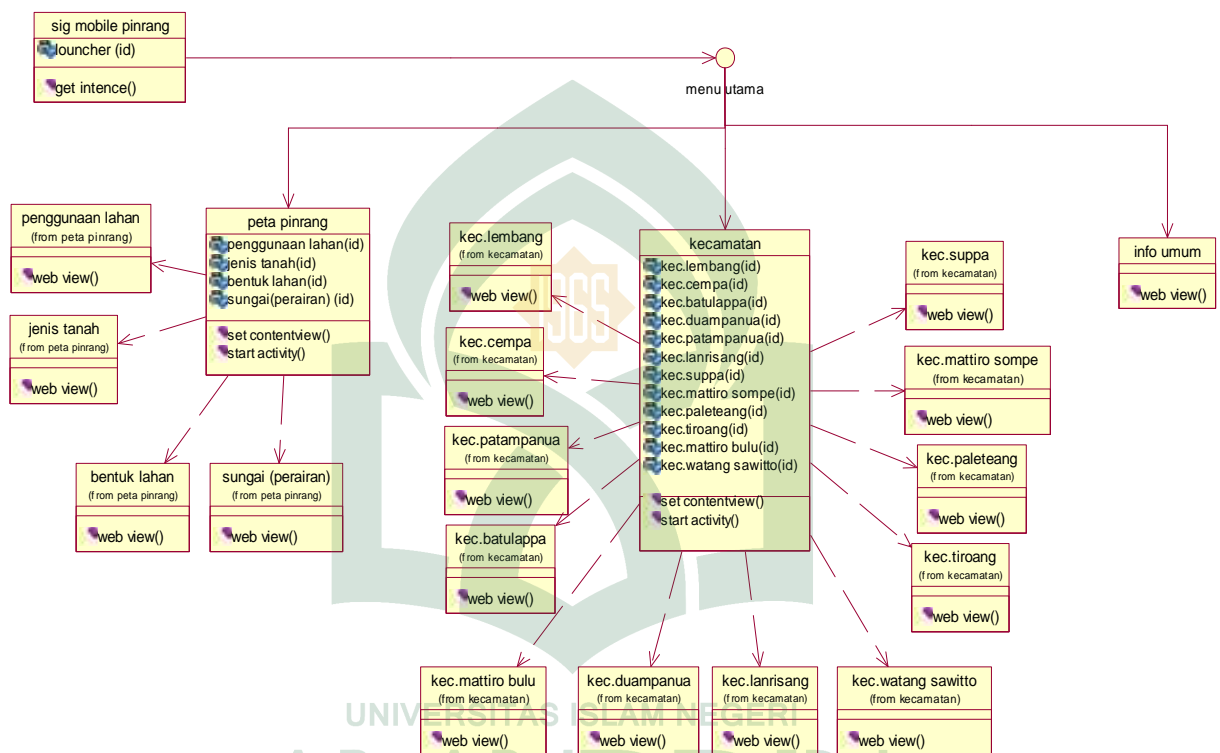 sig mobile pinrang
louncher (id)
get intence()
menu utama
penggunaan lahan
(from peta pinrang)
web view()
jenis tanah
(from peta pinrang)
web view()
peta pinrang
penggunaan lahan(id)
jenis tanah(id)
bentuk lahan(id)
sungai(perairan) (id)
set contentview()
start activity()
bentuk lahan
(from peta pinrang)
web view()
sungai (perairan)
(from peta pinrang)
web view()
kec.lembang
(from kecamatan)
web view()
kec.cempa
(from kecamatan)
web view()
kec.patampanua
(from kecamatan)
web view()
kec.batulappa
(from kecamatan)
web view()
kecamatan
kec.lembang(id)
kec.cempa(id)
kec.batulappa(id)
kec.duampanua(id)
kec.patampanua(id)
kec.lanrisang(id)
kec.suppa(id)
kec.mattiro sompe(id)
kec.paleteang(id)
kec.tiroang(id)
kec.mattiro bulu(id)
kec.watang sawitto(id)
set contentview()
start activity()
kec.suppa
(from kecamatan)
web view()
kec.mattiro sompe
(from kecamatan)
web view()
kec.paleteang
(from kecamatan)
web view()
kec.tiroang
(from kecamatan)
web view()
info umum
web view()
kec.mattiro bulu
(from kecamatan)
web view()
kec.duampanua
(from kecamatan)
web view()
kec.lanrisang
(from kecamatan)
web view()
kec.watang sawitto
(from kecamatan)
web view()
UNIVERSITAS ISLAM NEGERI